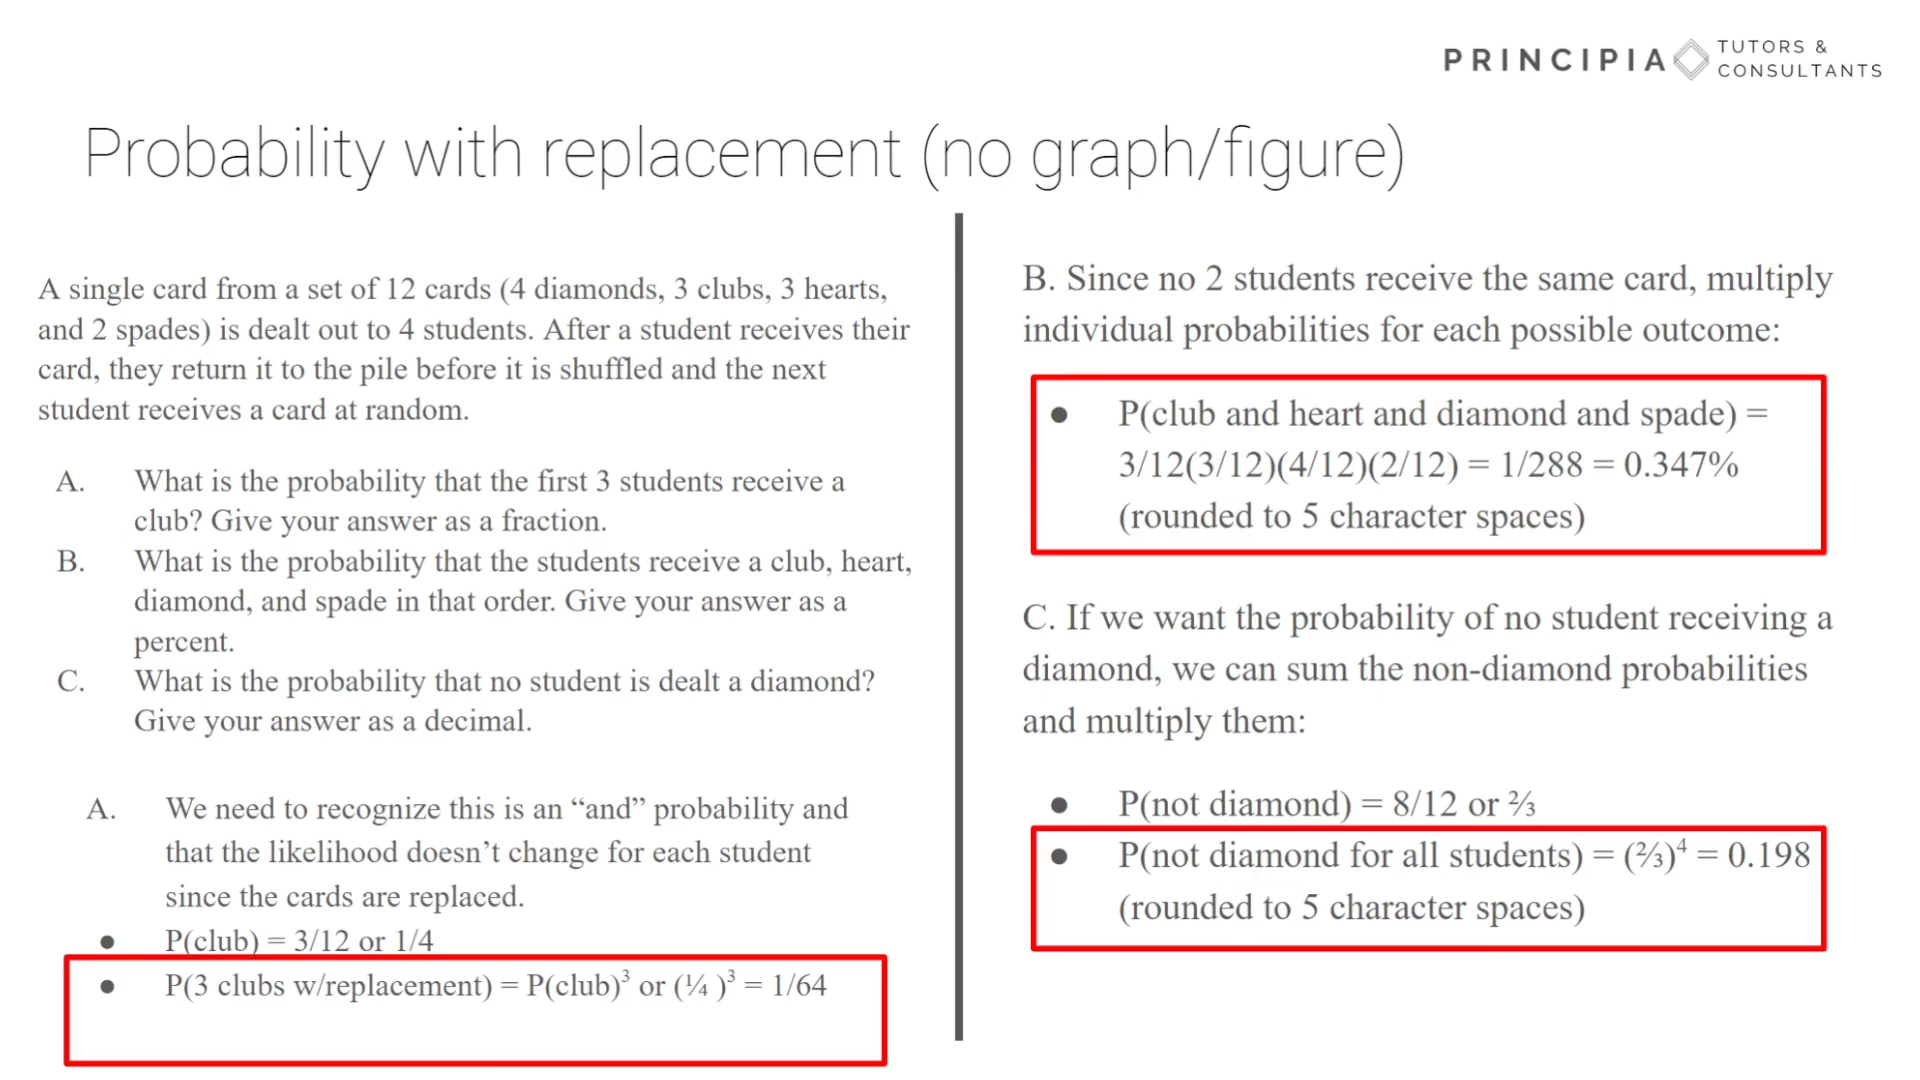 PRINCIPIA TUTORS &
CONSULTANTS
Probability with replacement (no graph/figure)
A single card from a set of 12 cards (4 diamonds, 3 clubs, 3 hearts,
and 2 spades) is dealt out to 4 students. After a student receives their
card, they return it to the pile before it is shuffled and the next
student receives a card at random.
A. What is the probability that the first 3 students receive a
club? Give your answer as a fraction.
B. What is the probability that the students receive a club, heart,
diamond, and spade in that order. Give your answer as a
percent.
C. What is the probability that no student is dealt a diamond?
Give your answer as a decimal.
A. We need to recognize this is an “and” probability and
that the likelihood doesn’t change for each student
since the cards are replaced.
● P(club) = 3/12 or 1/4
● P(3 clubs w/replacement) = P(club)³ or (¼ )³ = 1/64
B. Since no 2 students receive the same card, multiply
individual probabilities for each possible outcome:
● P(club and heart and diamond and spade) =
3/12(3/12)(4/12)(2/12) = 1/288 = 0.347%
(rounded to 5 character spaces)
C. If we want the probability of no student receiving a
diamond, we can sum the non-diamond probabilities
and multiply them:
● P(not diamond) = 8/12 or ⅔
● P(not diamond for all students) = (⅔)⁴ = 0.198
(rounded to 5 character spaces)